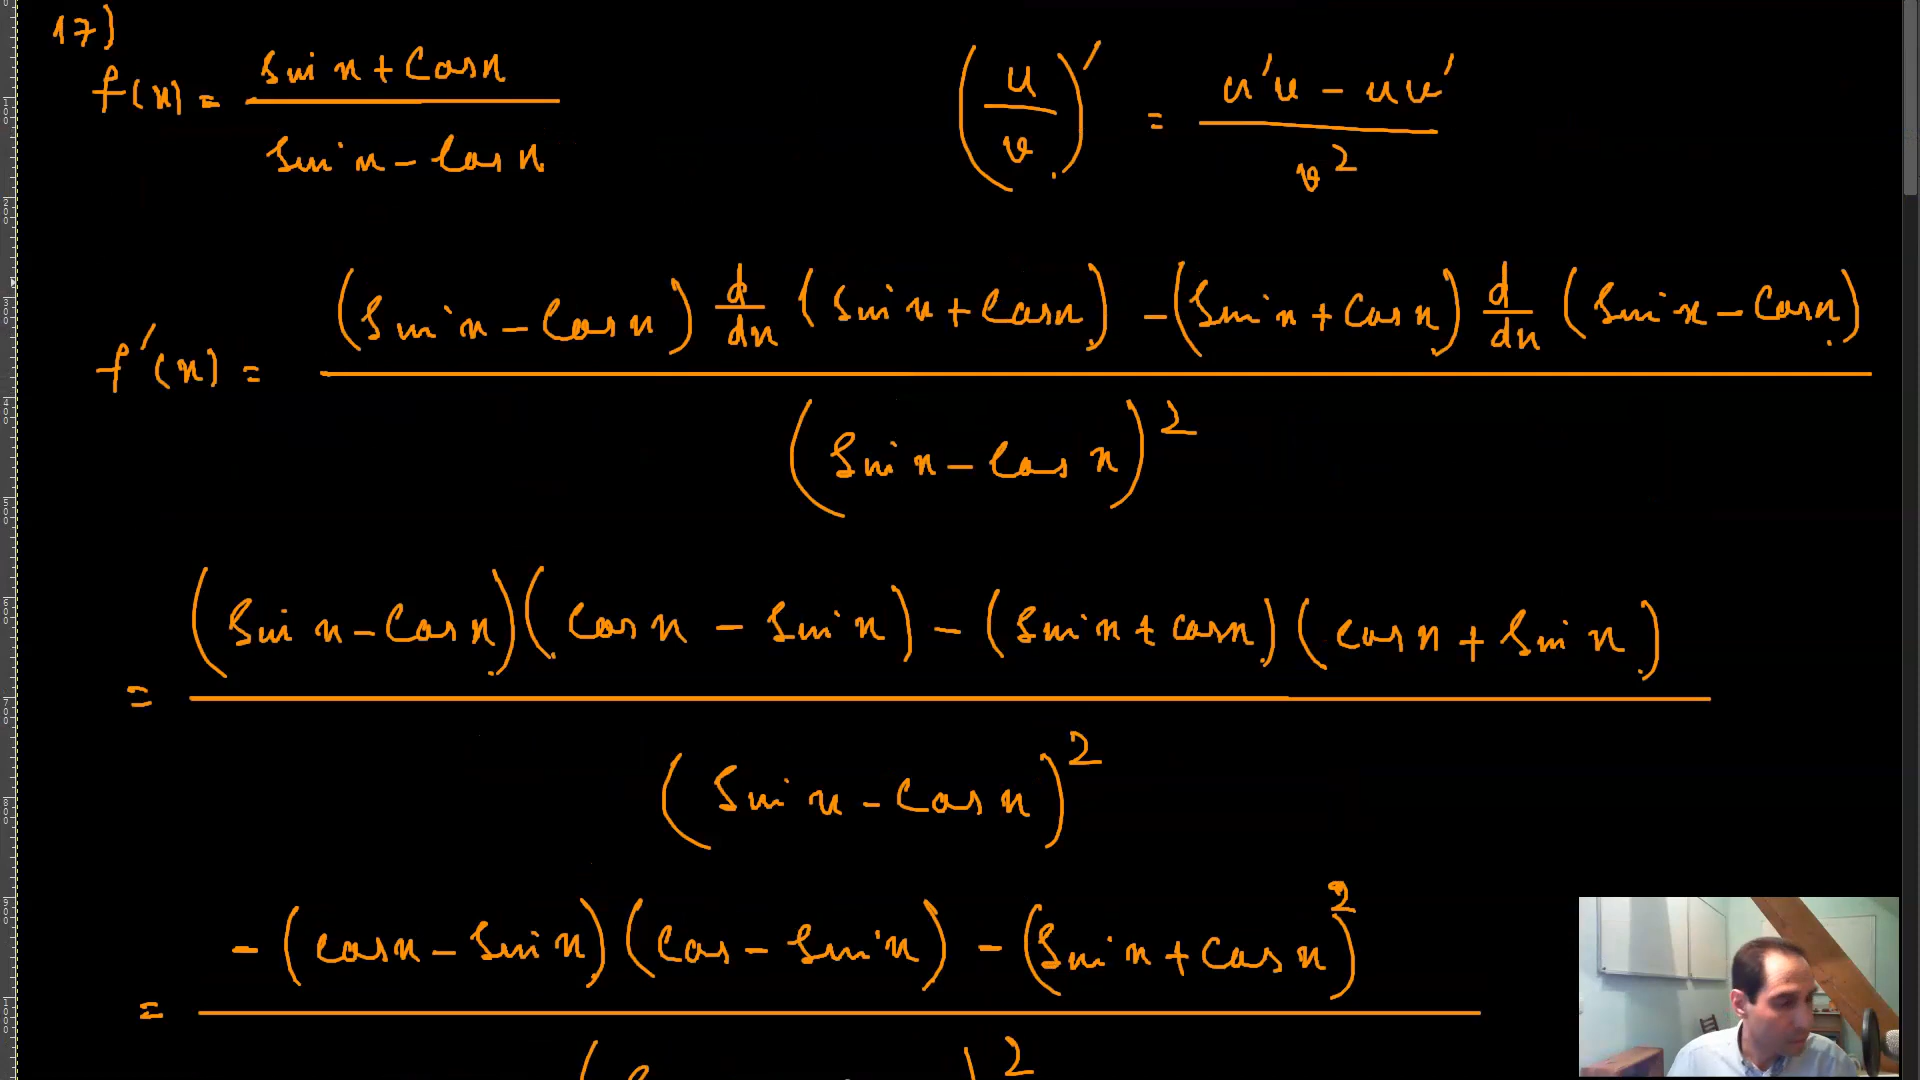 17)
f(x) = (sin x + cos x) / (sin x - cos x)
(u/v)' = (u'v - uv') / v²
f'(x) = ((sin x - cos x) d/dx (sin x + cos x) - (sin x + cos x) d/dx (sin x - cos x)) / (sin x - cos x)²
= ((sin x - cos x)(cos x - sin x) - (sin x + cos x)(cos x + sin x)) / (sin x - cos x)²
= (-(cos x - sin x)(cos - sin x) - (sin x + cos x)²) / ( )²